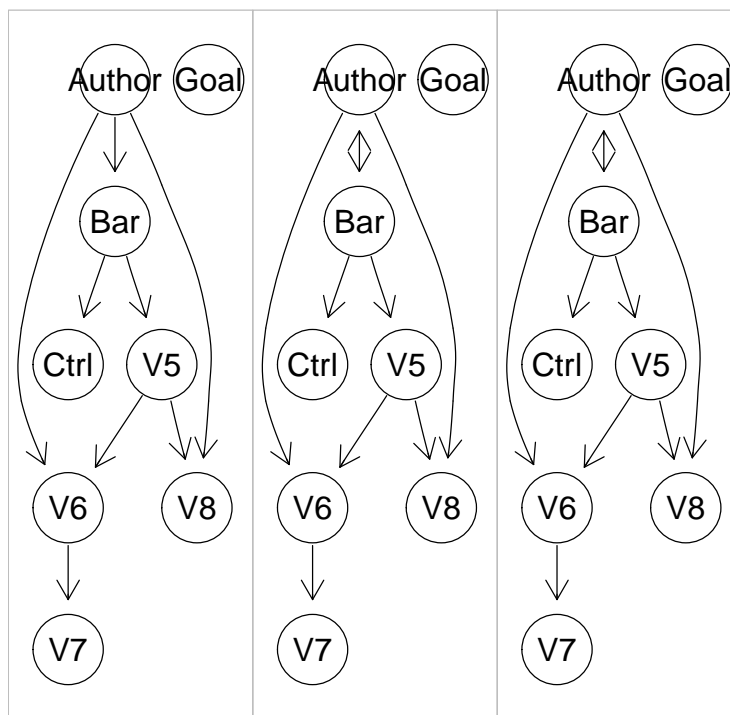 Author Goal Author Goal Author Goal
Bar Bar Bar
Ctrl V5 Ctrl V5 Ctrl V5
V6 V8 V6 V8 V6 V8
V7 V7 V7